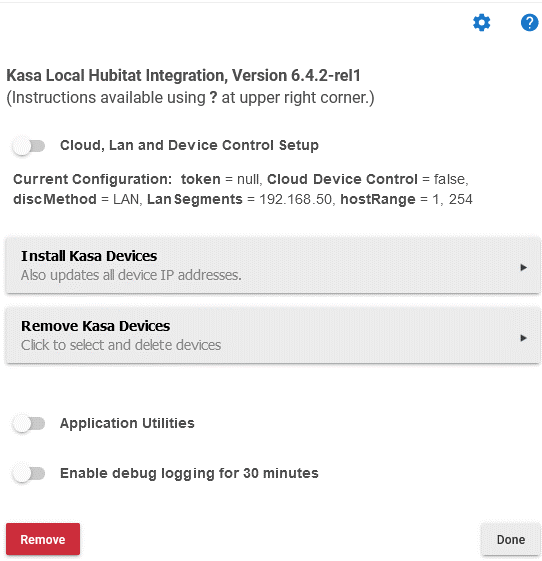 Kasa Local Hubitat Integration, Version 6.4.2-rel1
(Instructions available using ? at upper right corner.)
Cloud, Lan and Device Control Setup
Current Configuration: token = null, Cloud Device Control = false,
discMethod = LAN, Lan Segments = 192.168.50, hostRange = 1, 254
Install Kasa Devices
Also updates all device IP addresses.
Remove Kasa Devices
Click to select and delete devices
Application Utilities
Enable debug logging for 30 minutes
Remove
Done